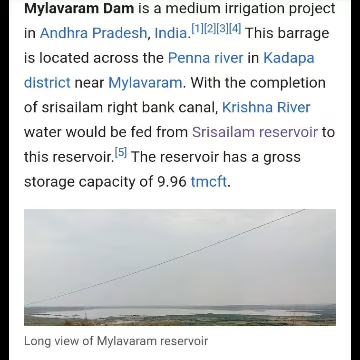 Mylavaram Dam is a medium irrigation project
in Andhra Pradesh, India.[1][2][3][4] This barrage
is located across the Penna river in Kadapa
district near Mylavaram. With the completion
of srisailam right bank canal, Krishna River
water would be fed from Srisailam reservoir to
this reservoir.[5] The reservoir has a gross
storage capacity of 9.96 tmcft.
Long view of Mylavaram reservoir